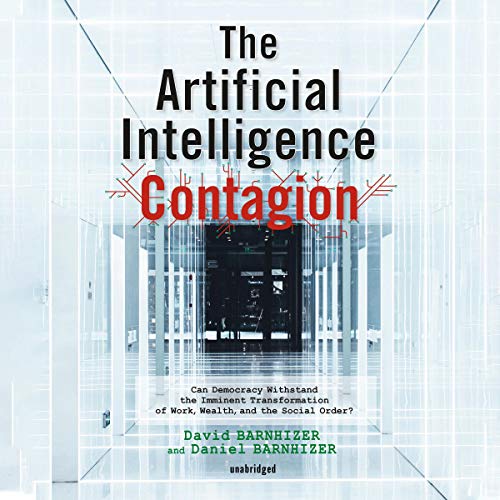 The
Artificial
Intelligence
Contagion
Can Democracy Withstand
the Imminent Transformation
of Work, Wealth, and the Social Order?
David BARNHIZER
and Daniel BARNHIZER
unabridged